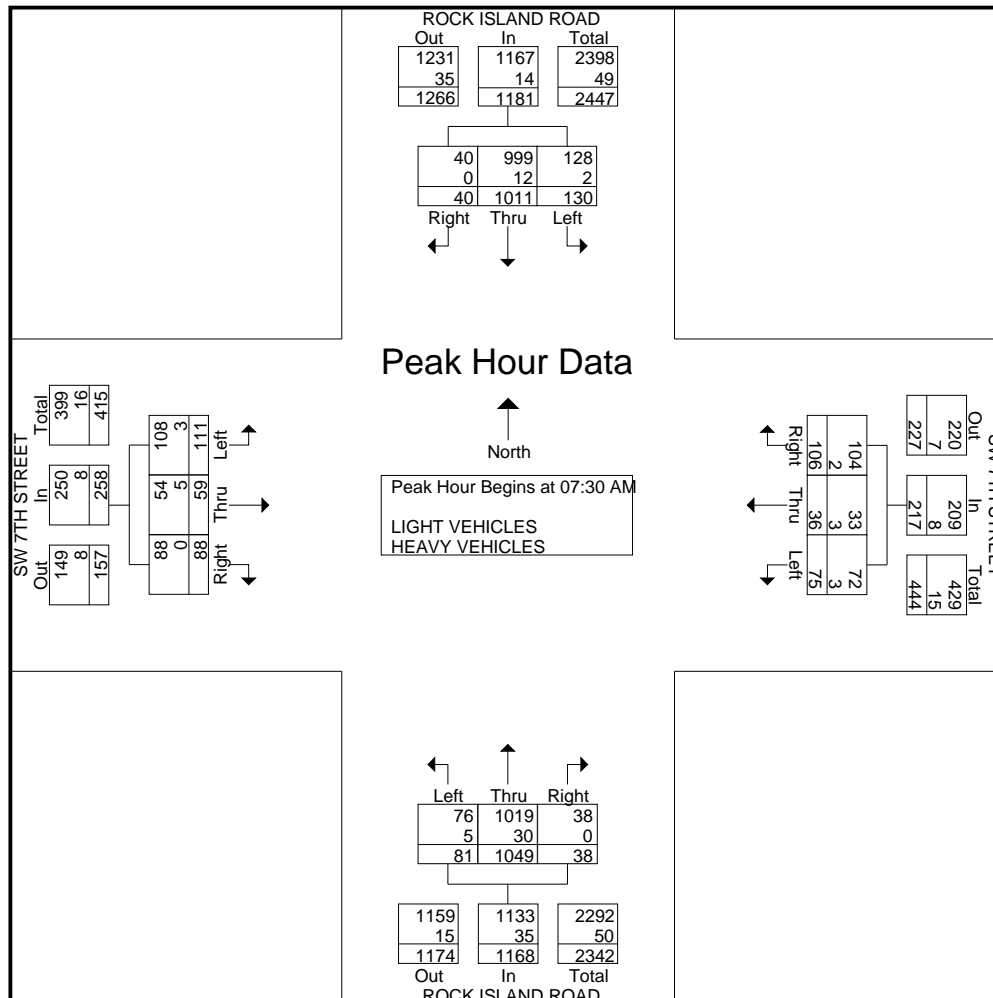 ROCK ISLAND ROAD
Out In Total
1231 1167 2398
35 14 49
1266 1181 2447
40 999 128
0 12 2
40 1011 130
Right Thru Left
Peak Hour Data
North
Peak Hour Begins at 07:30 AM
LIGHT VEHICLES
HEAVY VEHICLES
SW 7TH STREET
Out In Total
149 250 399
8 8 16
157 258 415
88 54 108
0 5 3
88 59 111
Right Thru Left
SW 7TH STREET
Out In Total
220 209 429
7 8 15
227 217 444
104 33 72
2 3 3
106 36 75
Right Thru Left
Left Thru Right
76 1019 38
5 30 0
81 1049 38
1159 1133 2292
15 35 50
1174 1168 2342
Out In Total
ROCK ISLAND ROAD